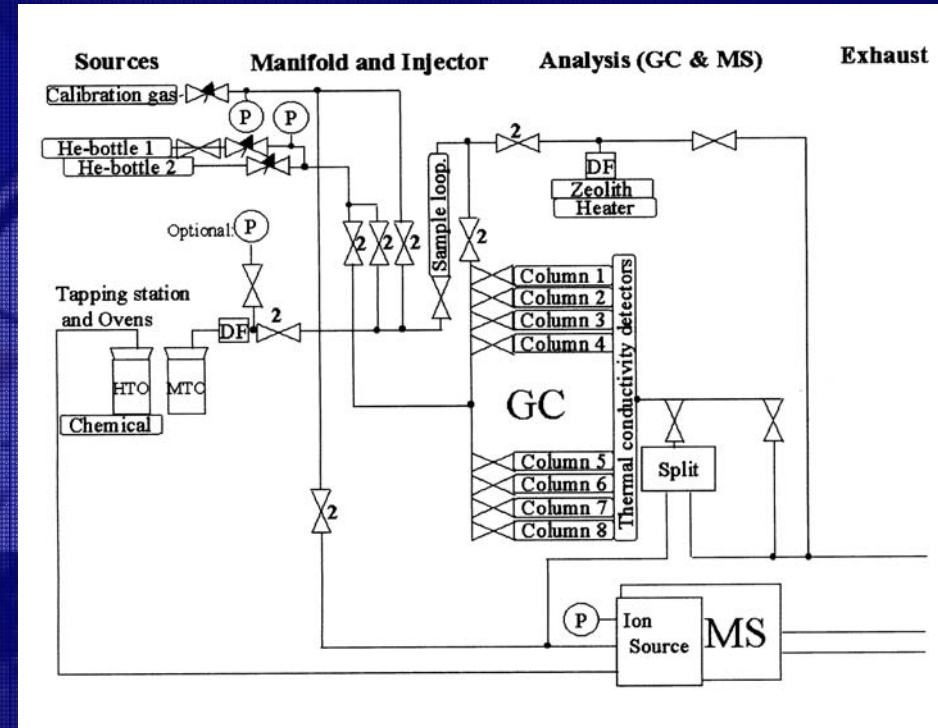 Sources Manifold and Injector Analysis (GC & MS) Exhaust
Calibration gas
P P
He-bottle 1
He-bottle 2
2 2 2
Sample loop.
2
2
DF
Zeolith
Heater
Optional: P
Tapping station
and Ovens
DF
2
HTO MTC
Chemical
Column 1
Column 2
Column 3
Column 4
GC
Column 5
Column 6
Column 7
Column 8
Thermal conductivity detectors
Split
2
P
Ion
Source
MS